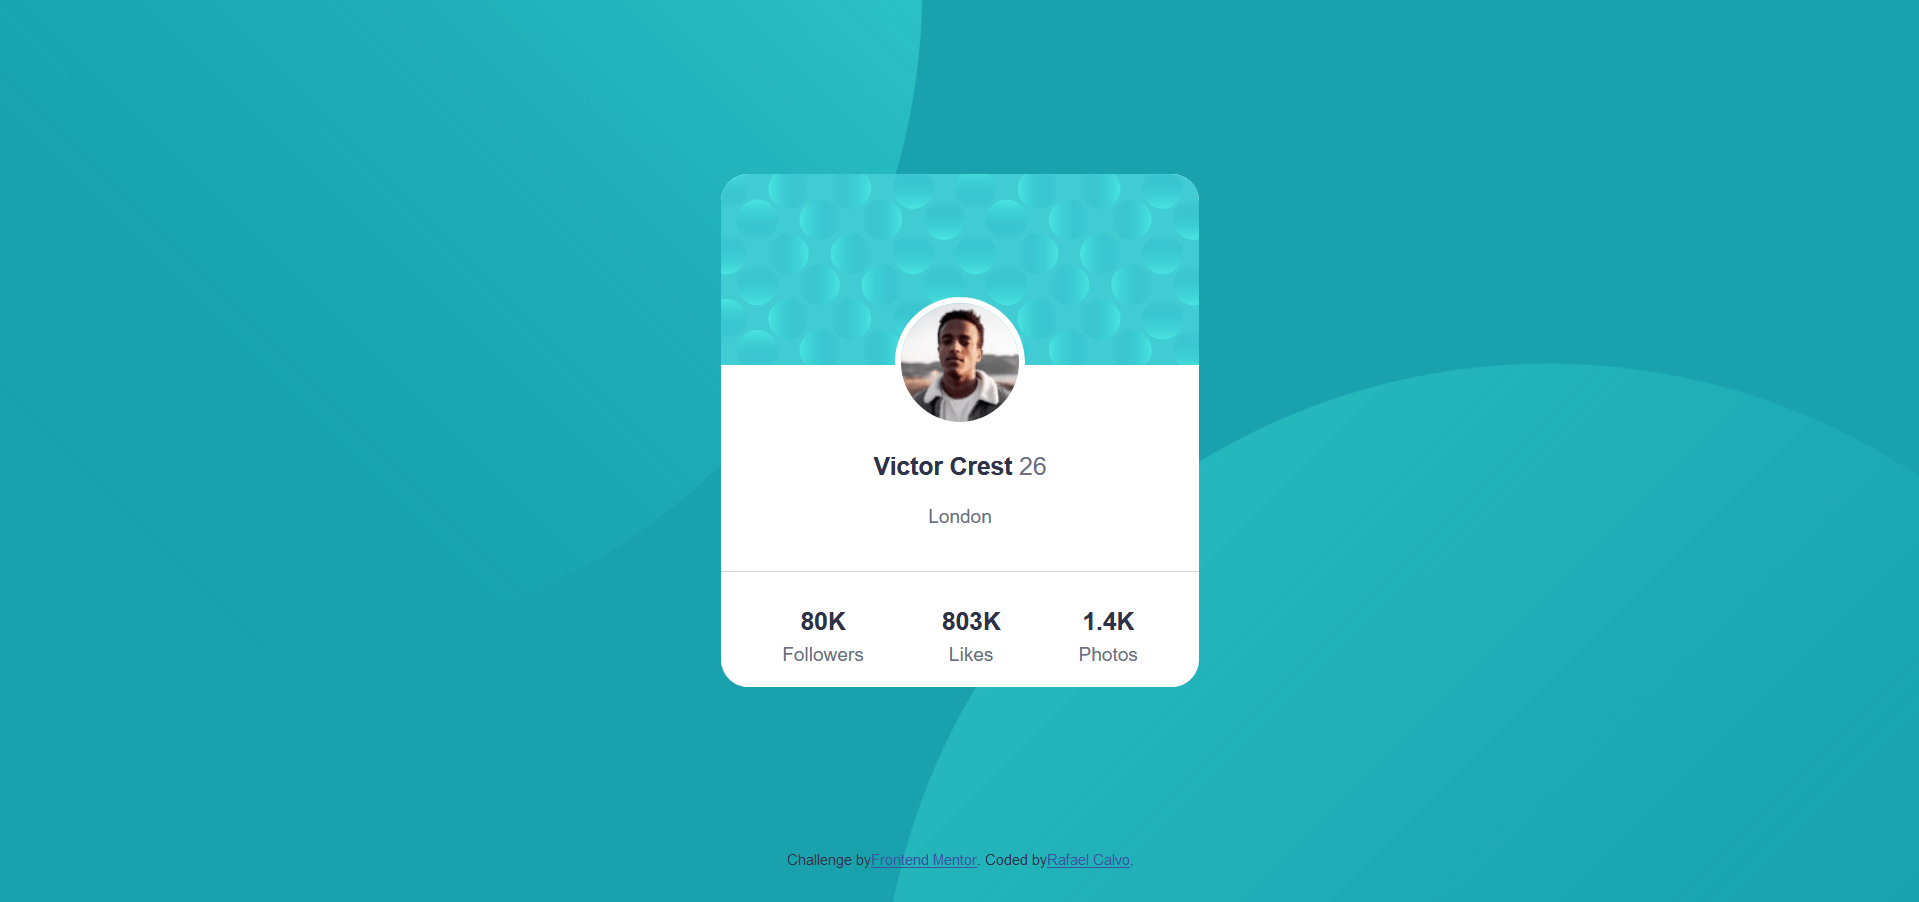 Victor Crest 26
London
80K 803K 1.4K
Followers Likes Photos
Challenge byFrontend Mentor. Coded byRafael Calvo.